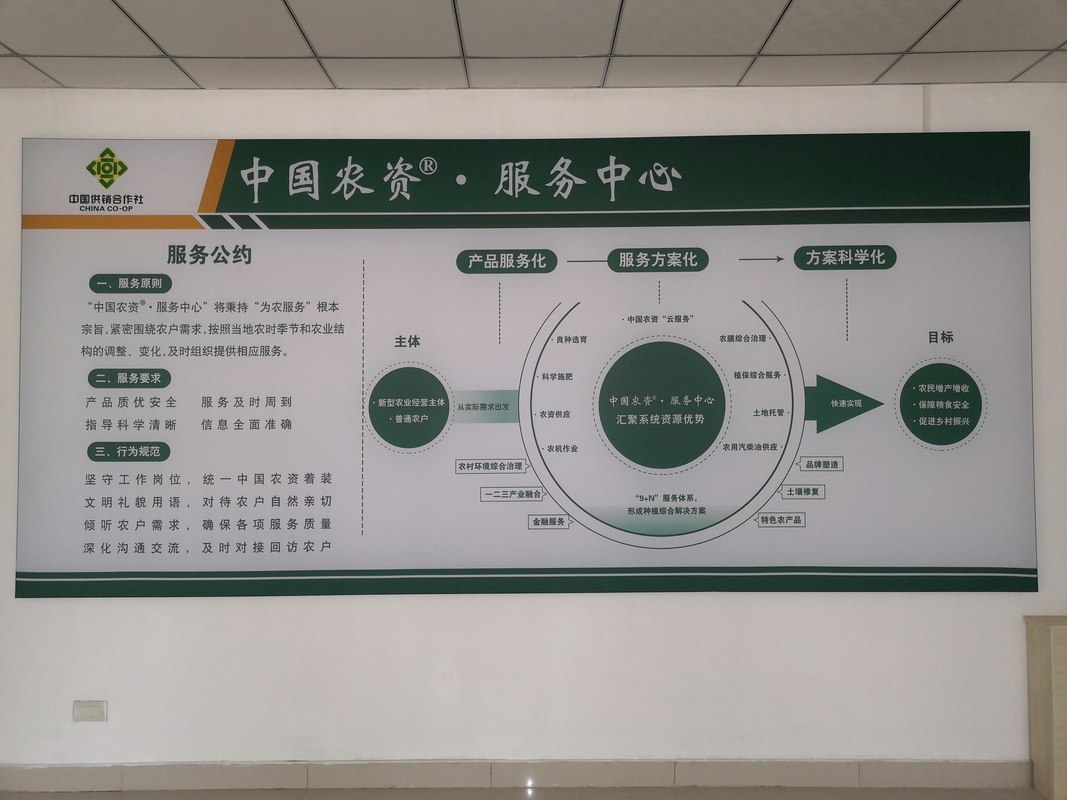 中国供销合作社
CHINA CO-OP
中国农资®·服务中心
服务公约
一、服务原则
“中国农资®·服务中心”将秉持“为农服务”根本
宗旨,紧密围绕农户需求,按照当地农时季节和农业结
构的调整、变化,及时组织提供相应服务。
二、服务要求
产品质优安全 服务及时周到
指导科学清晰 信息全面准确
三、行为规范
坚守工作岗位, 统一中国农资着装
文明礼貌用语, 对待农户自然亲切
倾听农户需求, 确保各项服务质量
深化沟通交流, 及时对接回访农户
产品服务化
服务方案化
方案科学化
主体
·新型农业经营主体
·普通农户
从实际需求出发
·中国农资“云服务”
·良种选育
·科学施肥
·农资供应
·农机作业
农膜综合治理·
植保综合服务·
土地托管·
农用汽柴油供应·
中国农资®·服务中心
汇聚系统资源优势
“9+N”服务体系,
形成种植综合解决方案
农村环境综合治理
一二三产业融合
金融服务
品牌塑造
土壤修复
特色农产品
快速实现
目标
·农民增产增收
·保障粮食安全
·促进乡村振兴